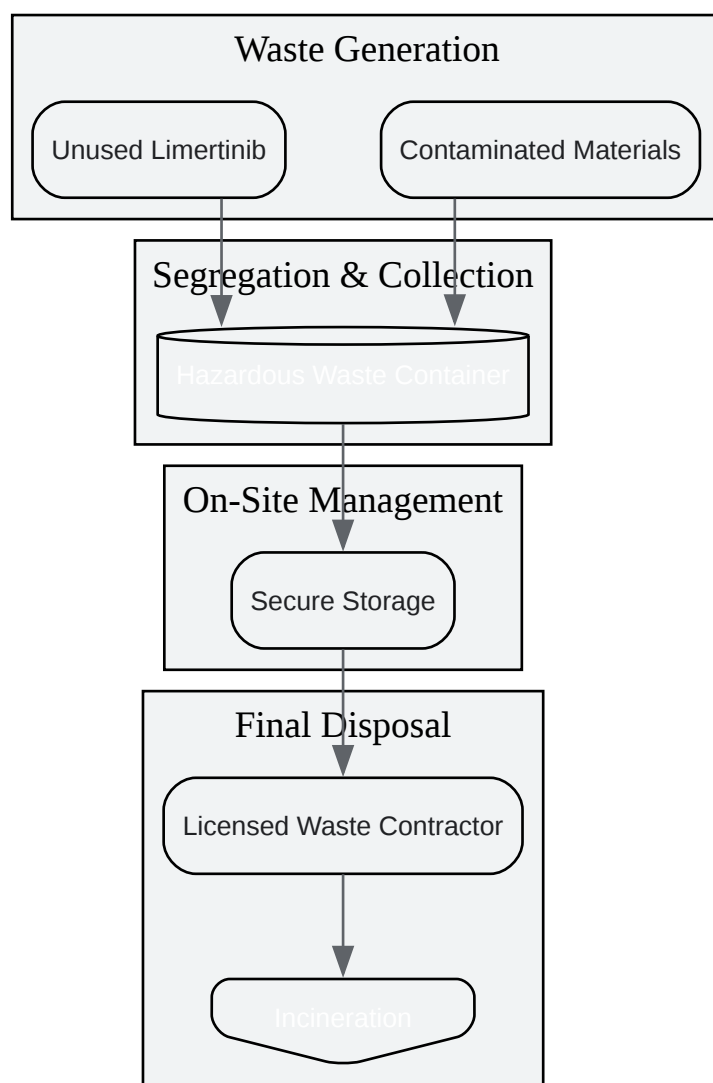 Waste Generation
Unused Limertinib
Contaminated Materials
Segregation & Collection
Hazardous Waste Container
On-Site Management
Secure Storage
Final Disposal
Licensed Waste Contractor
Incineration